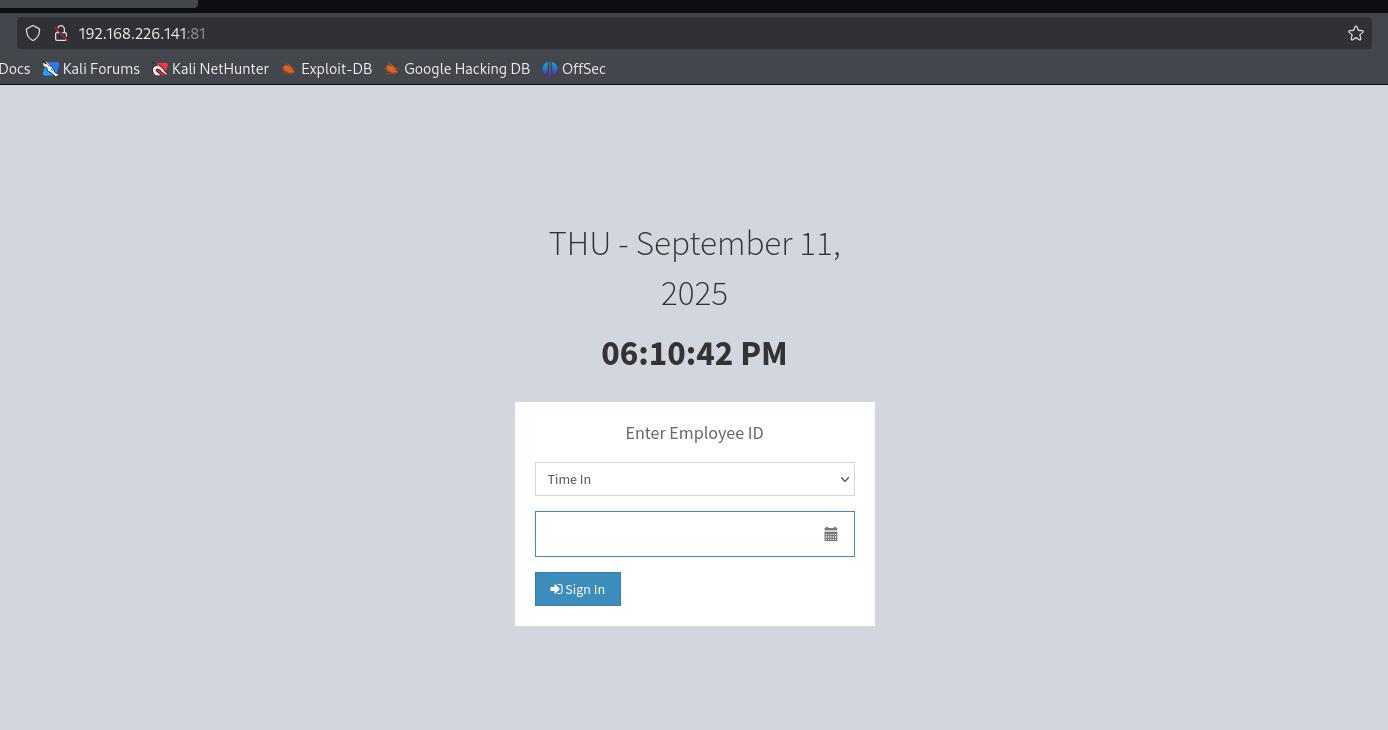 192.168.226.141:81
Docs Kali Forums Kali NetHunter Exploit-DB Google Hacking DB OffSec
THU - September 11,
2025
06:10:42 PM
Enter Employee ID
Time In
Sign In